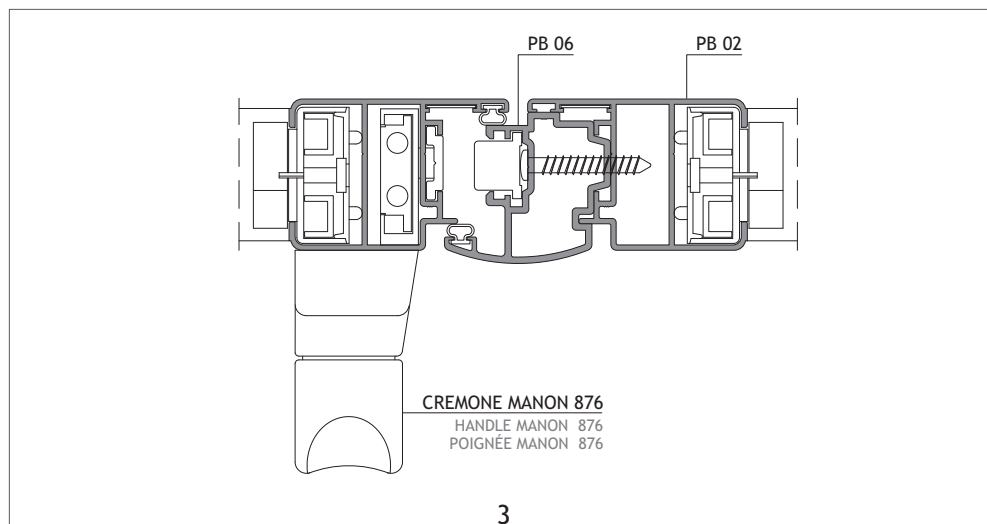 PB 06
PB 02
CREMONE MANON 876
HANDLE MANON 876
POIGNÉE MANON 876
3